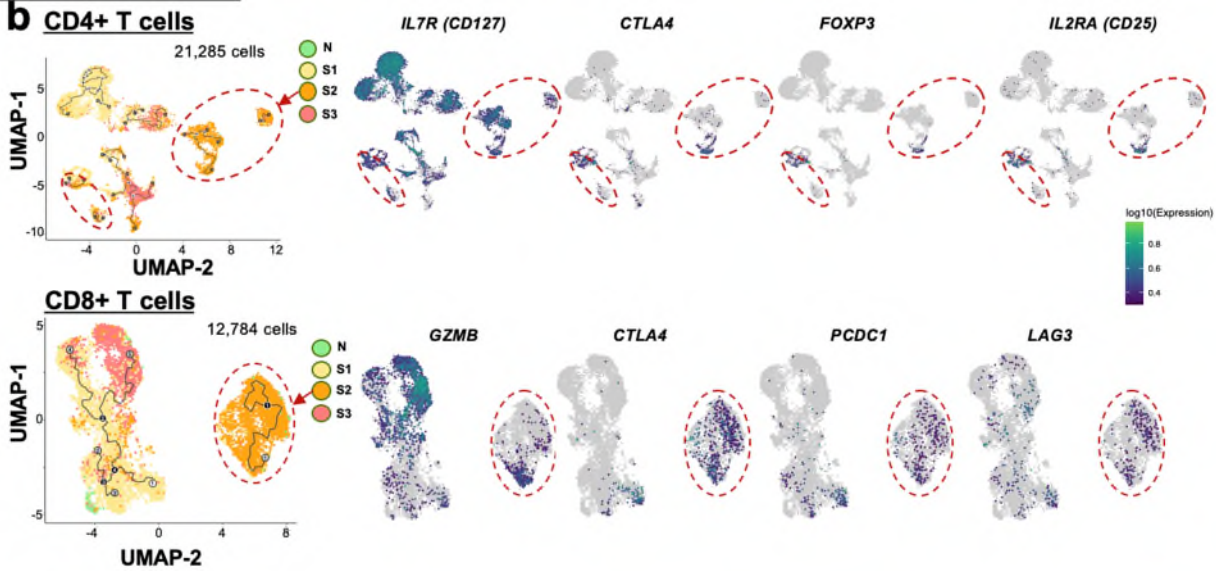 b CD4+ T cells
21,285 cells
N
S1
S2
S3
IL7R (CD127)
CTLA4
FOXP3
IL2RA (CD25)
UMAP-1
5
0
-5
-10
-4
0
4
8
12
UMAP-2
log10(Expression)
0.8
0.6
0.4
CD8+ T cells
12,784 cells
N
S1
S2
S3
GZMB
CTLA4
PCDC1
LAG3
UMAP-1
5
0
-5
-4
0
4
8
UMAP-2